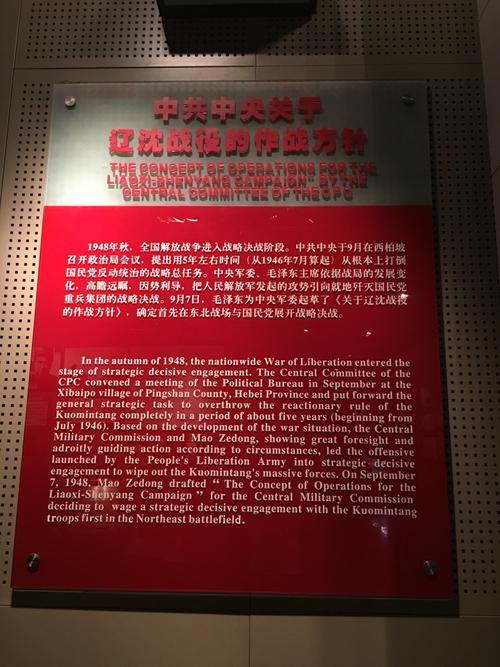 中共中央关于
辽沈战役的作战方针
THE CONCEPT OF OPERATIONS FOR THE
LIAOXI-SHENYANG CAMPAIGN" BY THE
CENTRAL COMMITTEE OF THE CPC
1948年秋，全国解放战争进入战略决战阶段。中共中央于9月在西柏坡
召开政治局会议，提出用5年左右时间（从1946年7月算起）从根本上打倒
国民党反动统治的战略总任务。中央军委、毛泽东主席依据战局的发展变
化，高瞻远瞩，因势利导，把人民解放军发起的攻势引向就地歼灭国民党
重兵集团的战略决战。9月7日，毛泽东为中央军委起草了《关于辽沈战役
的作战方针》，确定首先在东北战场与国民党展开战略决战。
In the autumn of 1948, the nationwide War of Liberation entered the
stage of strategic decisive engagement. The Central Committee of the
CPC convened a meeting of the Political Bureau in September at the
Xibaipo village of Pingshan County, Hebei Province and put forward the
general strategic task to overthrow the reactionary rule of the
Kuomintang completely in a period of about five years (beginning from
July 1946). Based on the development of the war situation, the Central
Military Commission and Mao Zedong, showing great foresight and
adroitly guiding action according to circumstances, led the offensive
launched by the People's Liberation Army into strategic decisive
engagement to wipe out the Kuomintang's massive forces. On September
7, 1948, Mao Zedong drafted “ The Concept of Operations for the
Liaoxi-Shenyang Campaign ” for the Central Military Commission
deciding to wage a strategic decisive engagement with the Kuomintang
troops first in the Northeast battlefield.